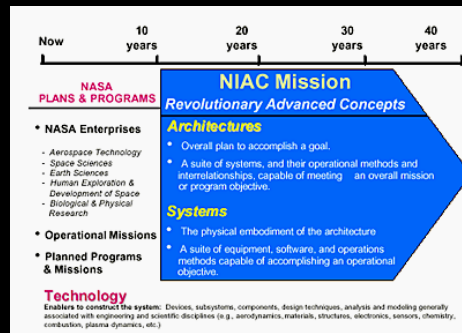 Now
10 years
20 years
30 years
40 years
NASA
PLANS & PROGRAMS
NIAC Mission
Revolutionary Advanced Concepts
• NASA Enterprises
- Aerospace Technology
- Space Sciences
- Earth Sciences
- Human Exploration &
Development of Space
- Biological & Physical
Research
• Operational Missions
• Planned Programs
& Missions
Architectures
• Overall plan to accomplish a goal.
• A suite of systems, and their operational methods and
interrelationships, capable of meeting an overall mission
or program objective.
Systems
• The physical embodiment of the architecture
• A suite of equipment, software, and operations
methods capable of accomplishing an operational
objective.
Technology
Enablers to construct the system: Devices, subsystems, components, design techniques, analysis and modeling generally
associated with engineering and scientific disciplines (e.g., aerodynamics, materials, structures, electronics, sensors, chemistry,
combustion, plasma dynamics, etc.)